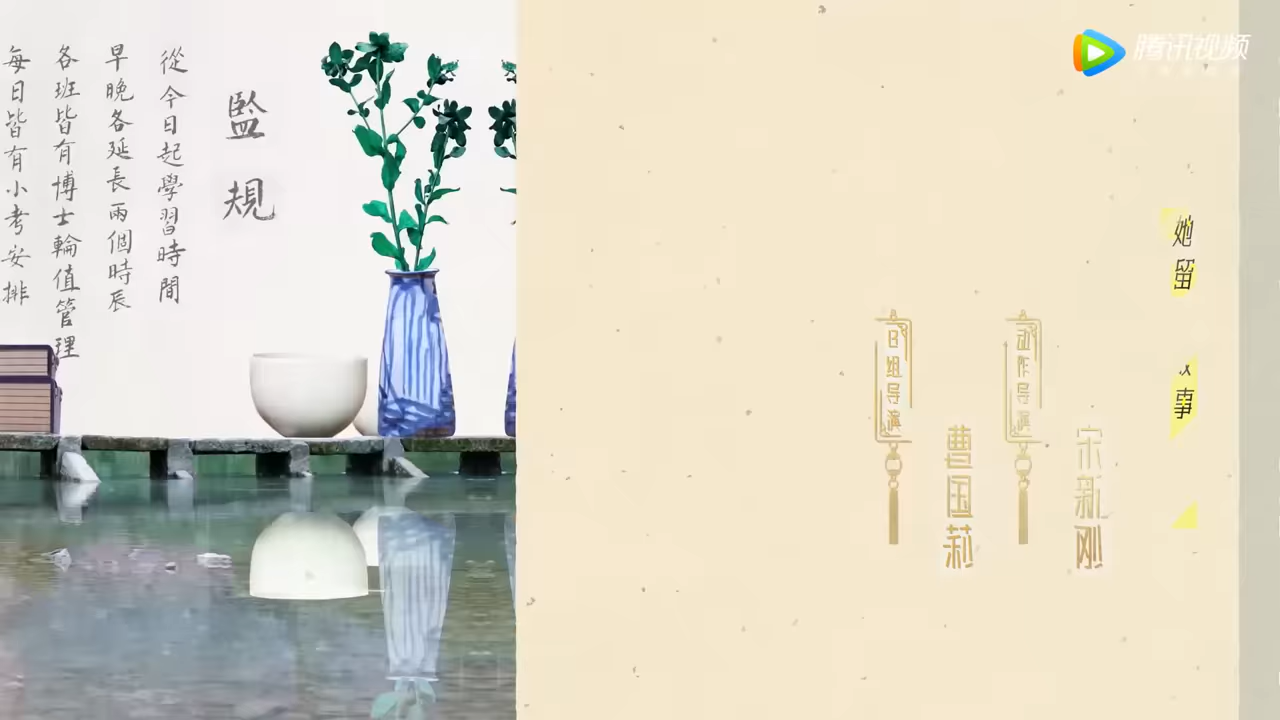 腾讯视频
監規
從今日起學習時間
早晚各延長兩個時辰
各班皆有博士輪值管理
每日皆有小考安排
她留
事
动作导演
宋新刚
B组导演
曹国莉